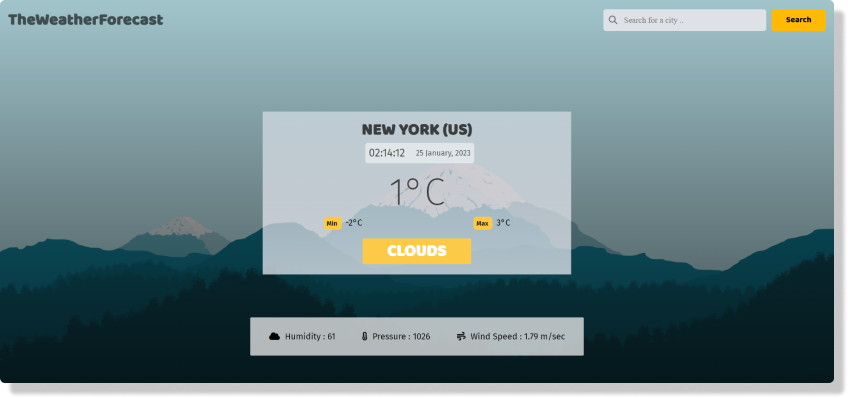 TheWeatherForecast
Search for a city ..
Search
NEW YORK (US)
02:14:12 25 January, 2023
1°C
Min -2°C Max 3°C
CLOUDS
Humidity : 61 Pressure : 1026 Wind Speed : 1.79 m/sec